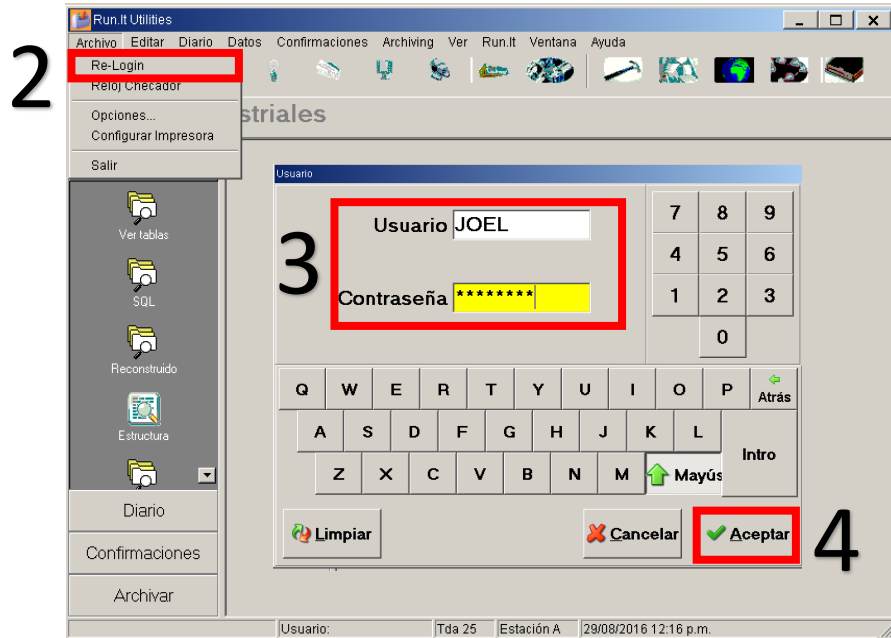 Run.It Utilities
Archivo Editar Diario Datos Confirmaciones Archiving Ver Run.It Ventana Ayuda
2
Re-Login
Reloj Checador
Opciones...
Configurar Impresora
Salir
striales
Usuario
3
Usuario JOEL
Contraseña ********
7 8 9
4 5 6
1 2 3
0
Q W E R T Y U I O P Atrás
A S D F G H J K L
Z X C V B N M Mayús
Intro
Limpiar Cancelar Aceptar
4
Ver tablas
SQL
Reconstruido
Estructura
Diario
Confirmaciones
Archivar
Usuario: Tda 25 Estación A 29/08/2016 12:16 p.m.